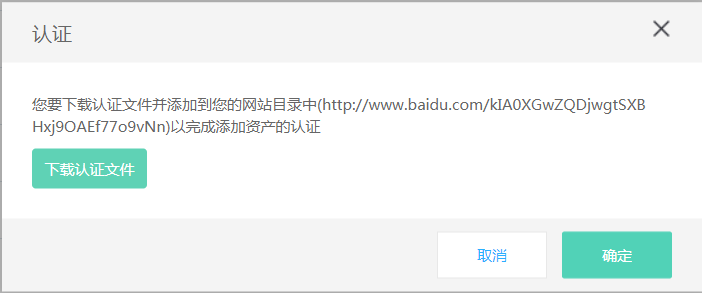 认证
您要下载认证文件并添加到您的网站目录中(http://www.baidu.com/kIA0XGwZQDjwgtSXB
Hxj9OAEf77o9vNn)以完成添加资产的认证
下载认证文件
取消
确定